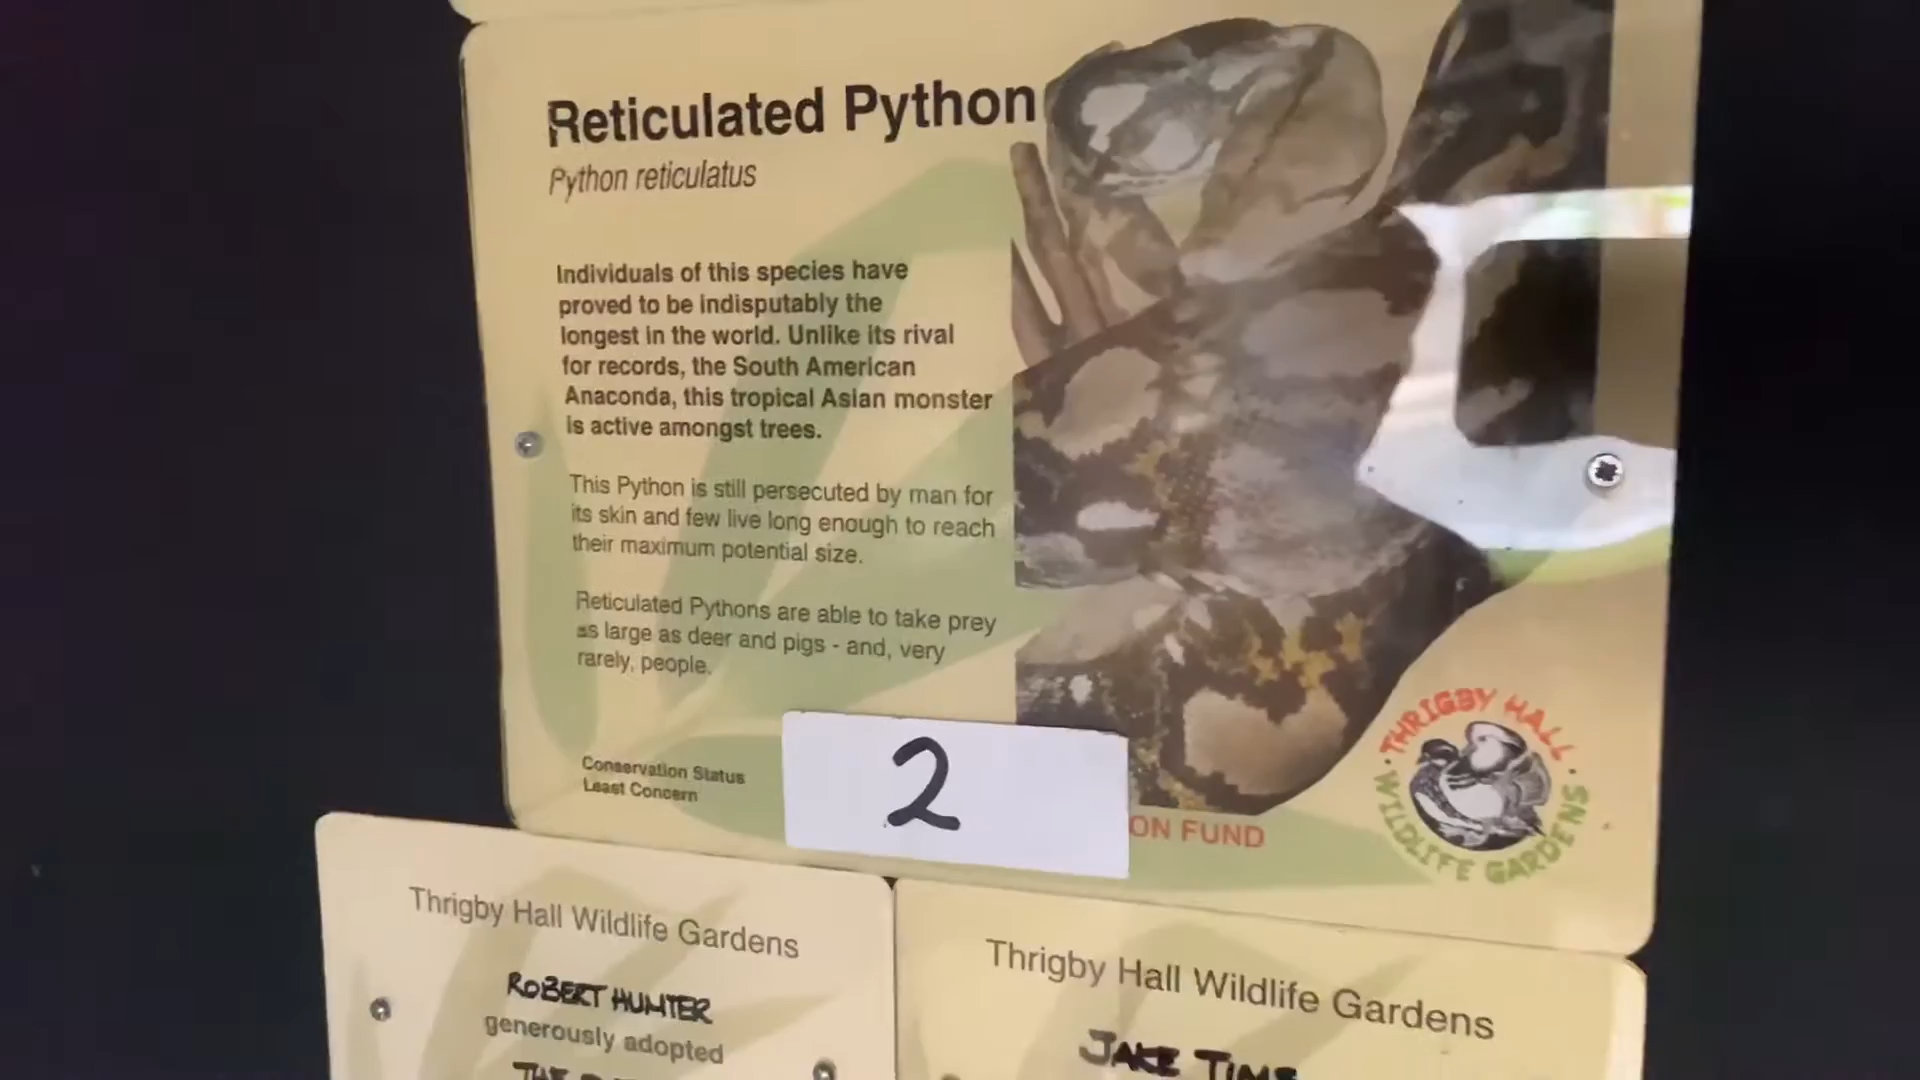 Reticulated Python
Python reticulatus
Individuals of this species have
proved to be indisputably the
longest in the world. Unlike its rival
for records, the South American
Anaconda, this tropical Asian monster
is active amongst trees.
This Python is still persecuted by man for
its skin and few live long enough to reach
their maximum potential size.
Reticulated Pythons are able to take prey
as large as deer and pigs - and, very
rarely, people.
Conservation Status
Least Concern
2
ON FUND
THRIGBY HALL
WILDLIFE GARDENS
Thrigby Hall Wildlife Gardens
ROBERT HUNTER
generously adopted
THE
Thrigby Hall Wildlife Gardens
JAKE